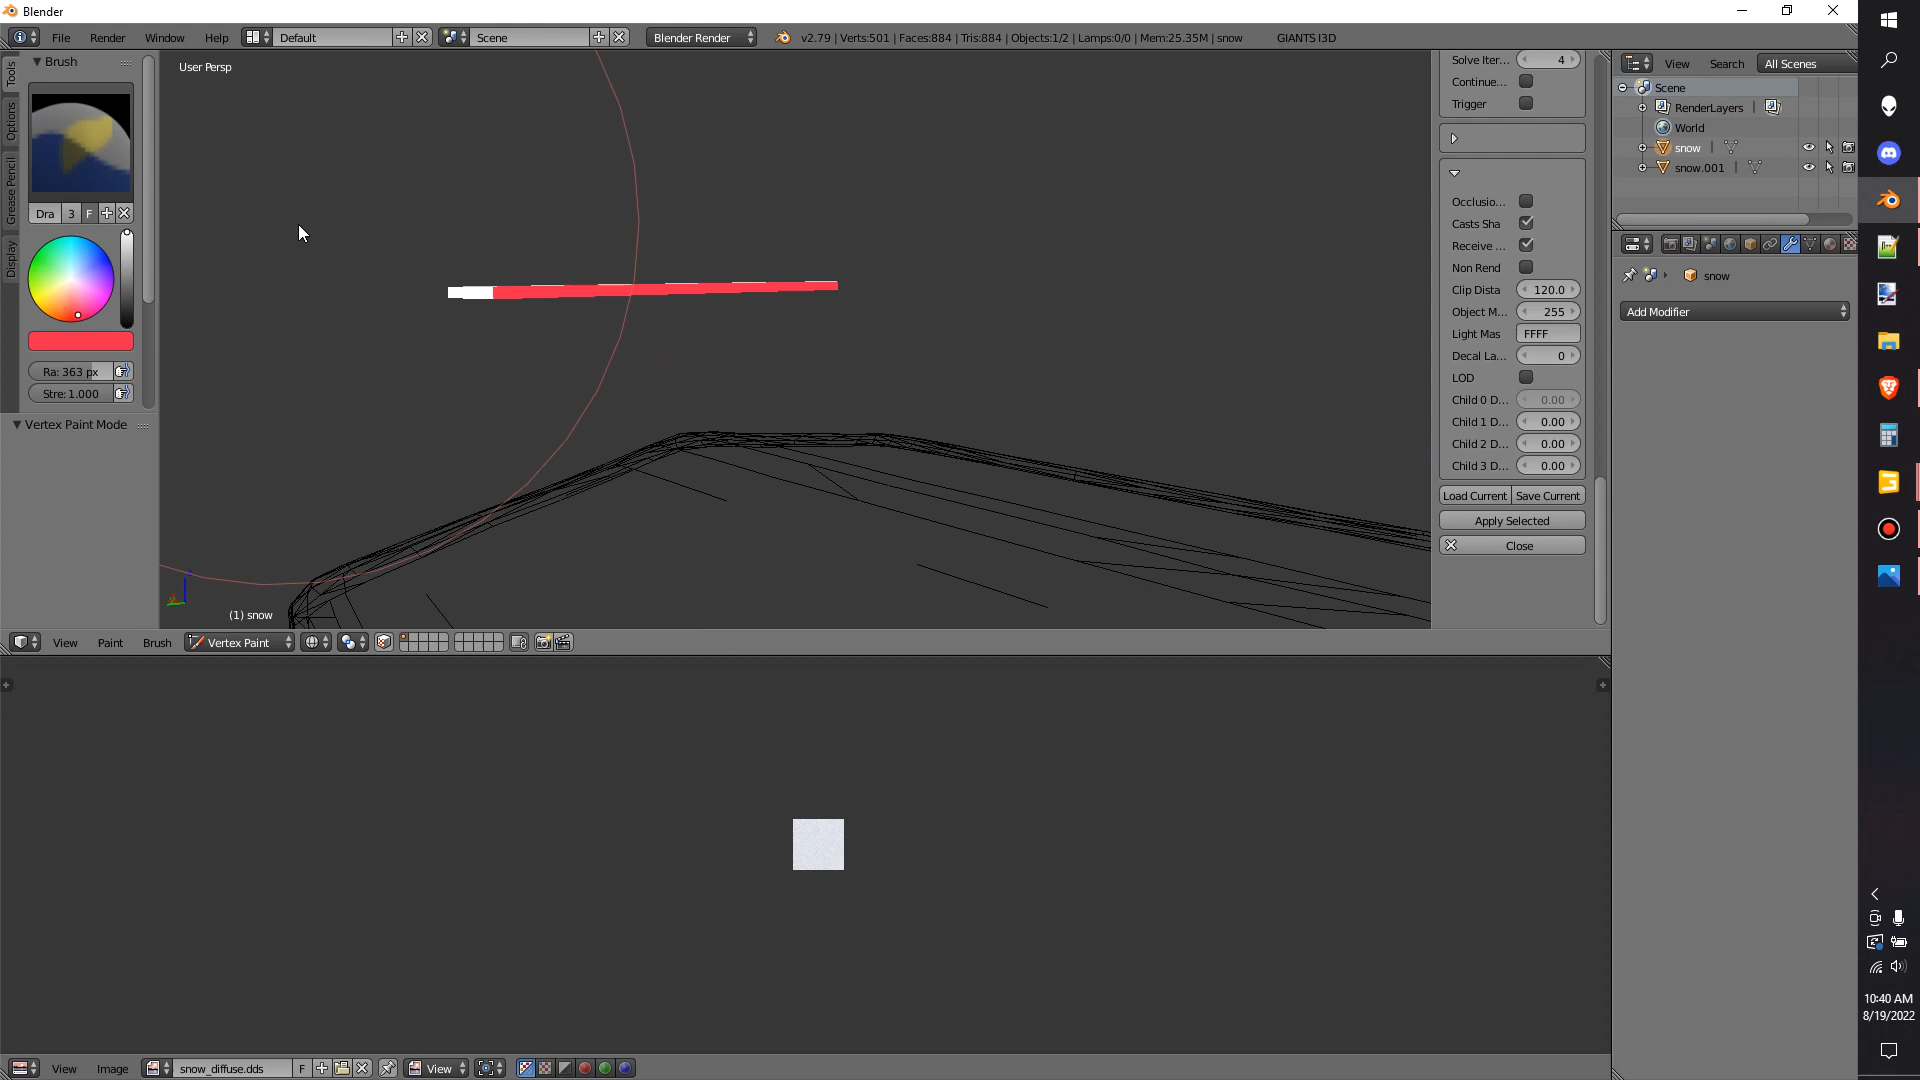 Blender
File Render Window Help Default Scene Blender Render v2.79 | Verts:501 | Faces:884 | Tris:884 | Objects:1/2 | Lamps:0/0 | Mem:25.35M | snow GIANTS I3D
Tools
Options
Grease Pencil
Display
Brush
Dra 3 F
Ra: 363 px
Stre: 1.000
Vertex Paint Mode
User Persp
(1) snow
Solve Iter... 4
Continue...
Trigger
Occlusio...
Casts Sha
Receive ...
Non Rend
Clip Dista 120.0
Object M... 255
Light Mas FFFF
Decal La... 0
LOD
Child 0 D... 0.00
Child 1 D... 0.00
Child 2 D... 0.00
Child 3 D... 0.00
Load Current Save Current
Apply Selected
Close
View Search All Scenes
Scene
RenderLayers
World
snow
snow.001
snow
Add Modifier
View Paint Brush Vertex Paint
View Image snow_diffuse.dds F View
10:40 AM
8/19/2022